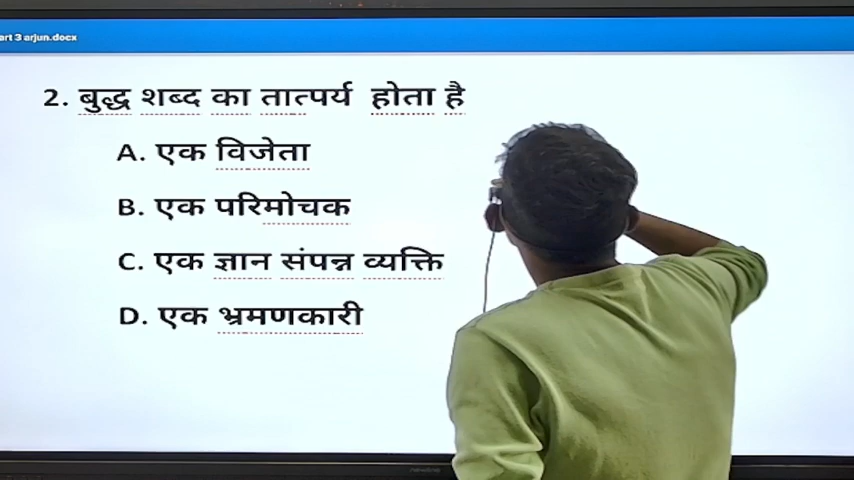 art 3 arjun.docx
2. बुद्ध शब्द का तात्पर्य होता है
A. एक विजेता
B. एक परिमोचक
C. एक ज्ञान संपन्न व्यक्ति
D. एक भ्रमणकारी